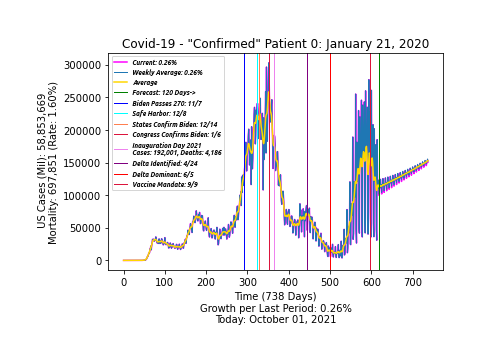 Covid-19 - "Confirmed" Patient 0: January 21, 2020
Current: 0.26%
Weekly Average: 0.26%
Average
Forecast: 120 Days->
Biden Passes 270: 11/7
Safe Harbor: 12/8
States Confirm Biden: 12/14
Congress Confirms Biden: 1/6
Inauguration Day 2021
Cases: 192,001, Deaths: 4,186
Delta Identified: 4/24
Delta Dominant: 6/5
Vaccine Mandate: 9/9
US Cases (Mil): 58,853,669
Mortality: 697,851 (Rate: 1.60%)
300000
250000
200000
150000
100000
50000
0
0 100 200 300 400 500 600 700
Time (738 Days)
Growth per Last Period: 0.26%
Today: October 01, 2021